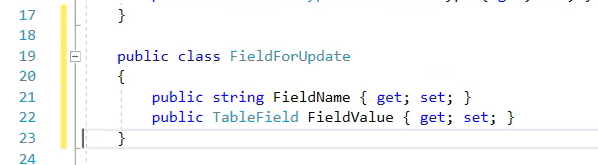 17 }
18
19 public class FieldForUpdate
20 {
21 public string FieldName { get; set; }
22 public TableField FieldValue { get; set; }
23 }
24